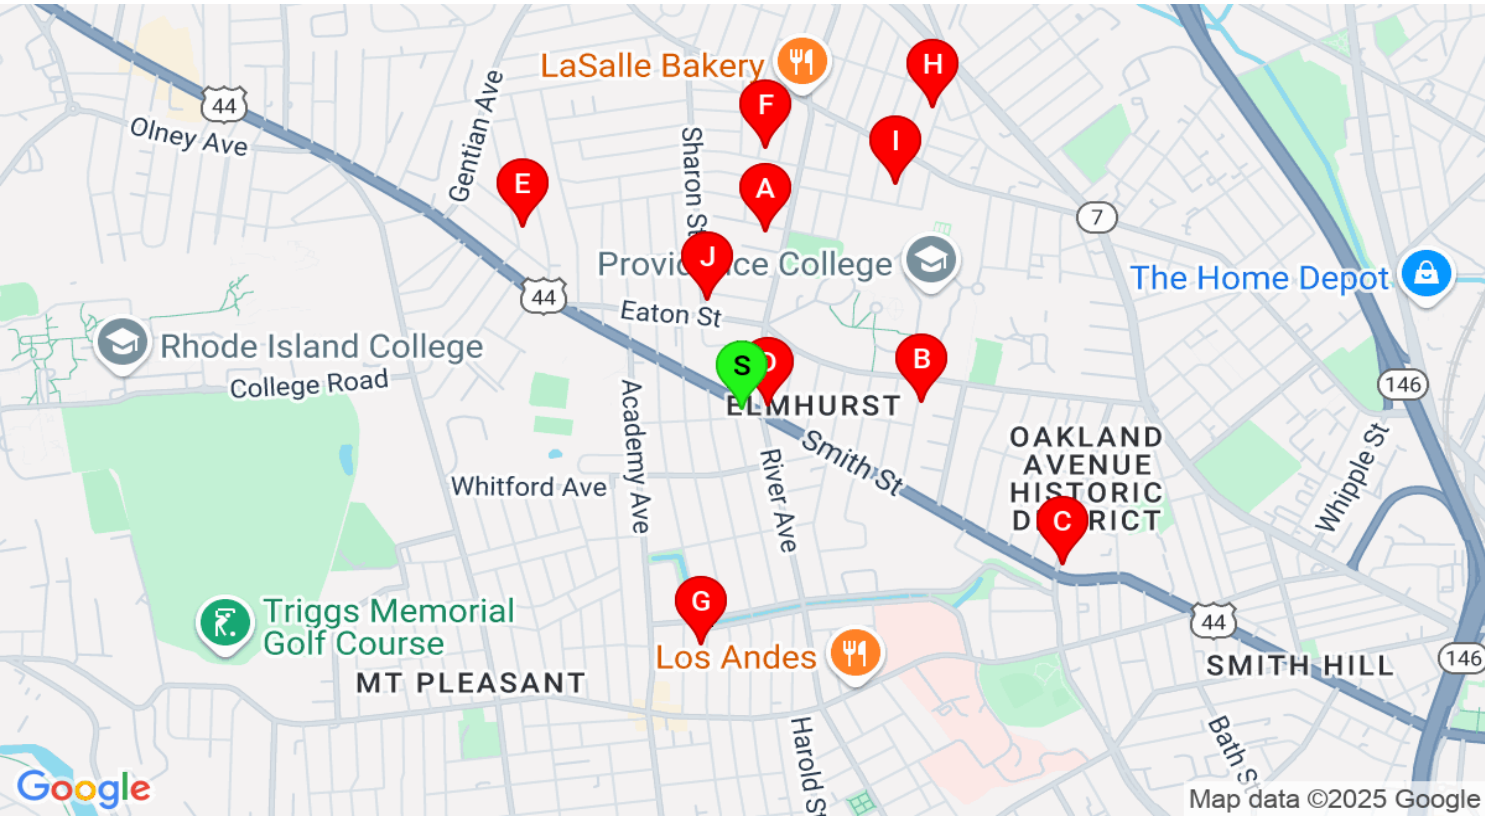 LaSalle Bakery
H
44
F
Olney Ave
Gentian Ave
Sharon St
I
E
A
7
J
Providence College
The Home Depot
44
Eaton St
Rhode Island College
S
D
B
College Road
146
Academy Ave
ELMHURST
Smith St
OAKLAND
AVENUE
HISTORIC
DISTRICT
C
Whitford Ave
River Ave
Whipple St
G
Triggs Memorial
Golf Course
44
Los Andes
SMITH HILL
146
MT PLEASANT
Harold St
Bath St
Google
Map data ©2025 Google